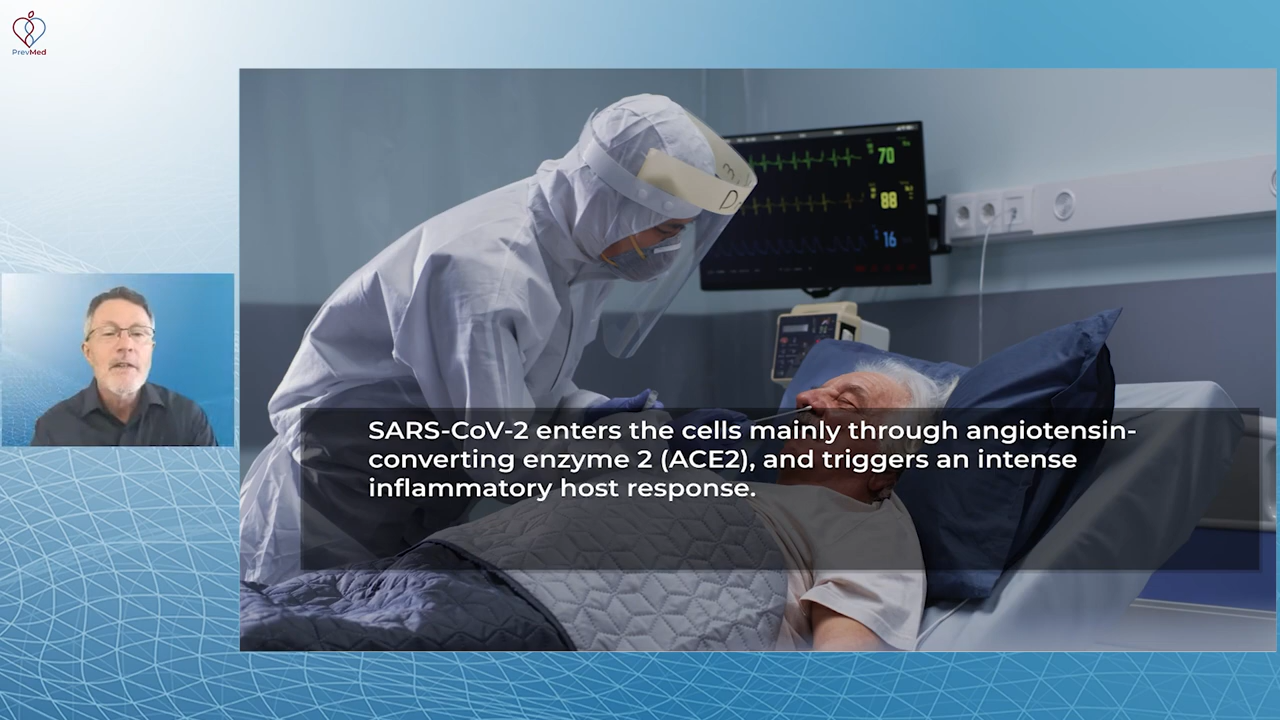 PrevMed
70
88
16
SARS-CoV-2 enters the cells mainly through angiotensin-
converting enzyme 2 (ACE2), and triggers an intense
inflammatory host response.